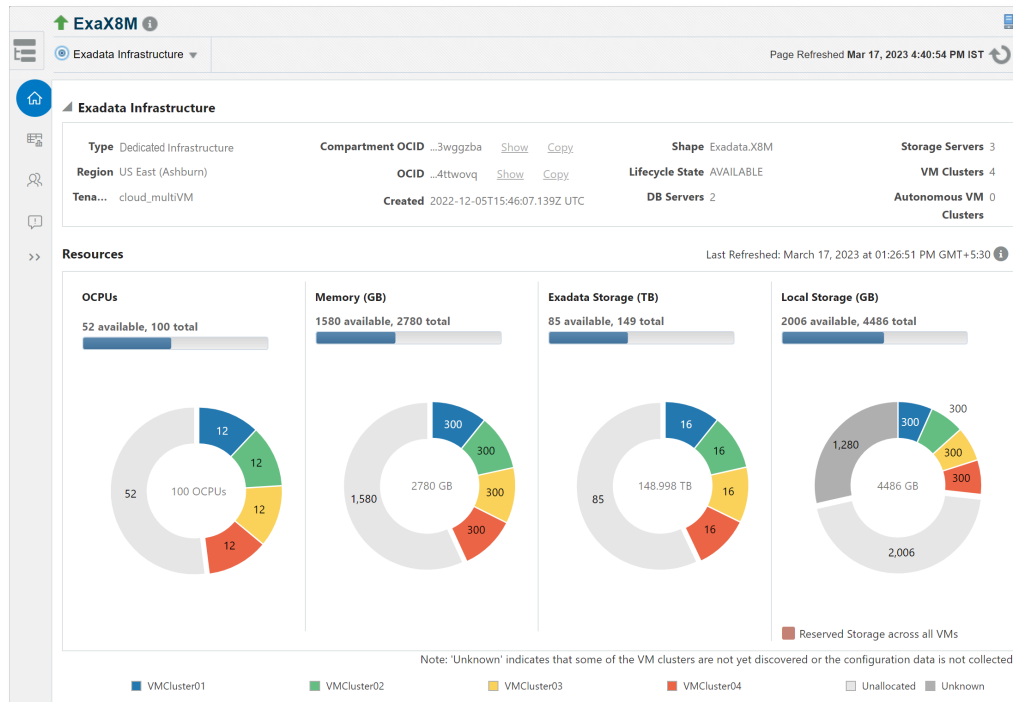 ExaX8M
Exadata Infrastructure
Page Refreshed Mar 17, 2023 4:40:54 PM IST
Exadata Infrastructure
Type Dedicated Infrastructure
Region US East (Ashburn)
Tena... cloud_multiVM
Compartment OCID ...3wggzba Show Copy
OCID ...4ttwovq Show Copy
Created 2022-12-05T15:46:07.139Z UTC
Shape Exadata.X8M
Lifecycle State AVAILABLE
DB Servers 2
Storage Servers 3
VM Clusters 4
Autonomous VM 0
Clusters
Resources
Last Refreshed: March 17, 2023 at 01:26:51 PM GMT+5:30
OCPUs
52 available, 100 total
12
12
12
12
52
100 OCPUs
Memory (GB)
1580 available, 2780 total
300
300
300
300
1,580
2780 GB
Exadata Storage (TB)
85 available, 149 total
16
16
16
16
85
148.998 TB
Local Storage (GB)
2006 available, 4486 total
300
300
300
300
2,006
1,280
4486 GB
Reserved Storage across all VMs
Note: 'Unknown' indicates that some of the VM clusters are not yet discovered or the configuration data is not collected
VMCluster01
VMCluster02
VMCluster03
VMCluster04
Unallocated
Unknown